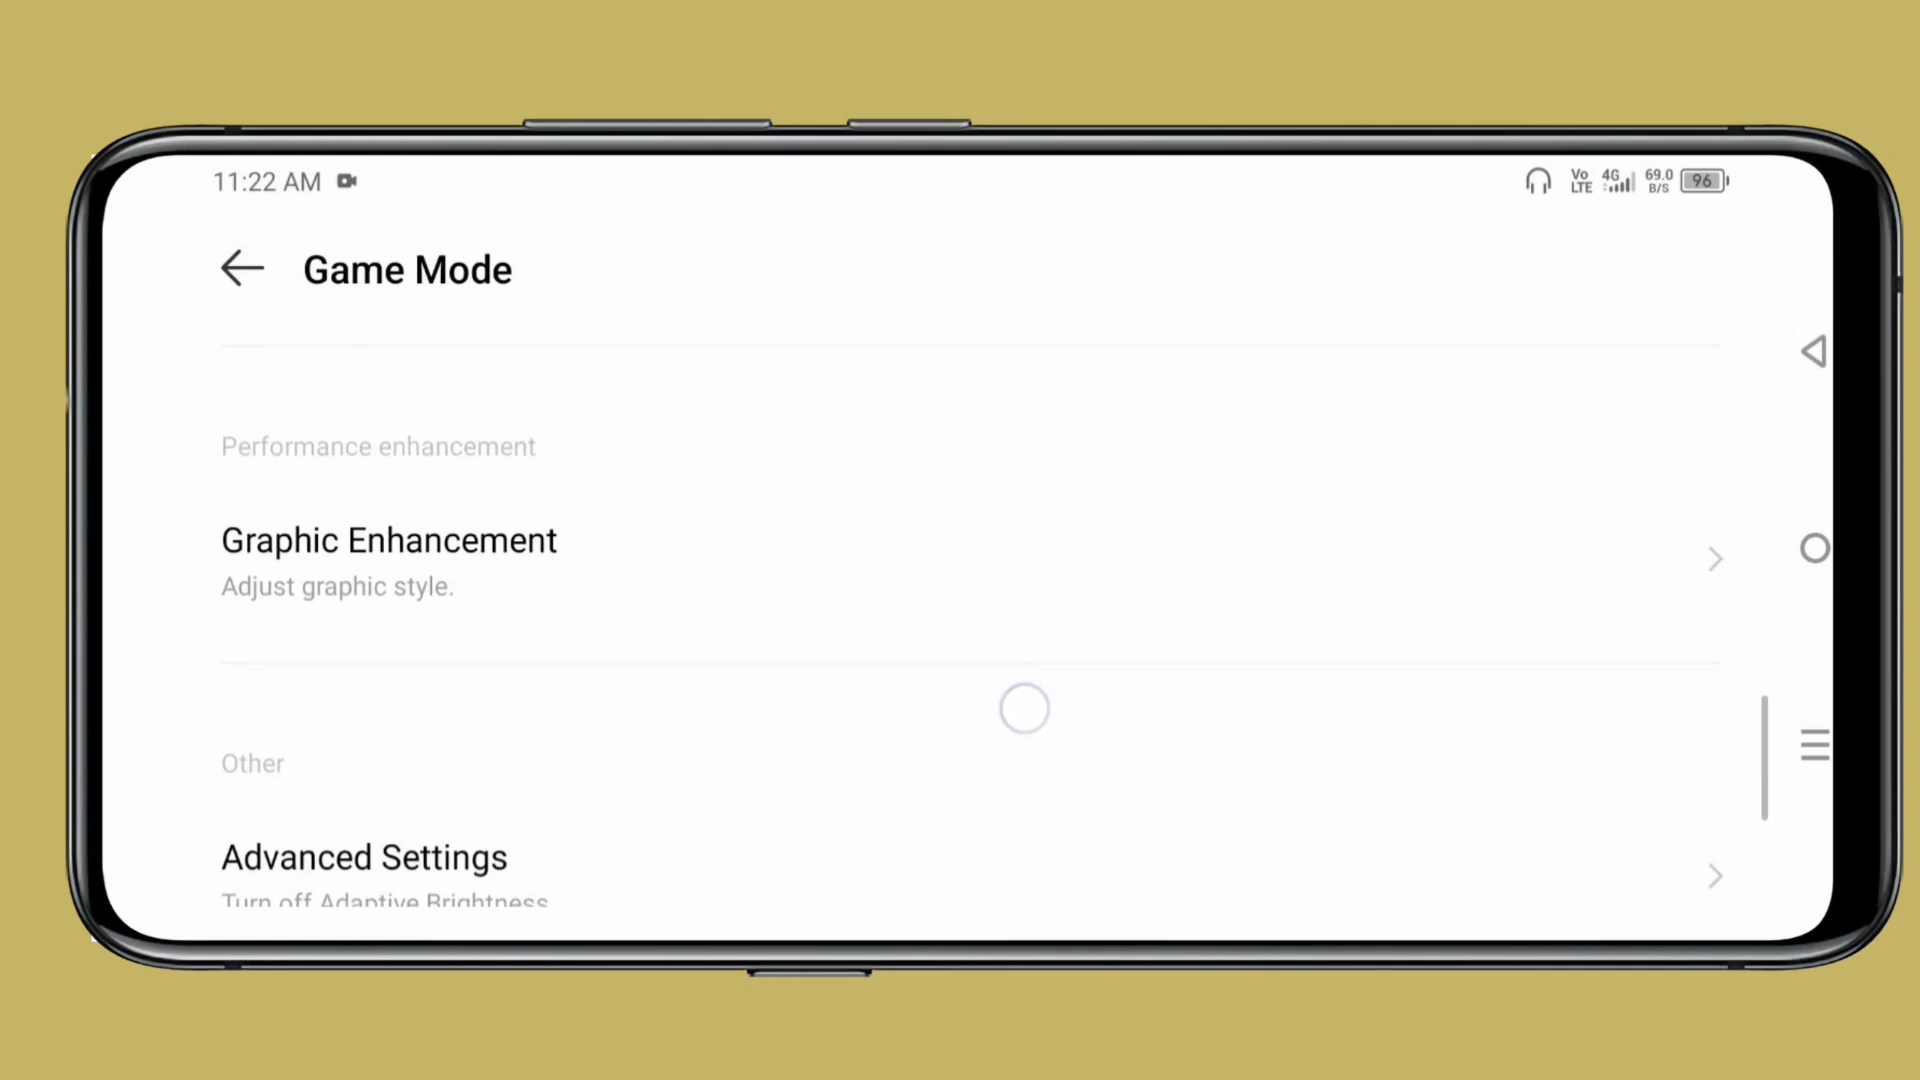 11:22 AM
Vo LTE 4G 69.0 B/S 96
Game Mode
Performance enhancement
Graphic Enhancement
Adjust graphic style.
Other
Advanced Settings
Turn off Adaptive Brightness